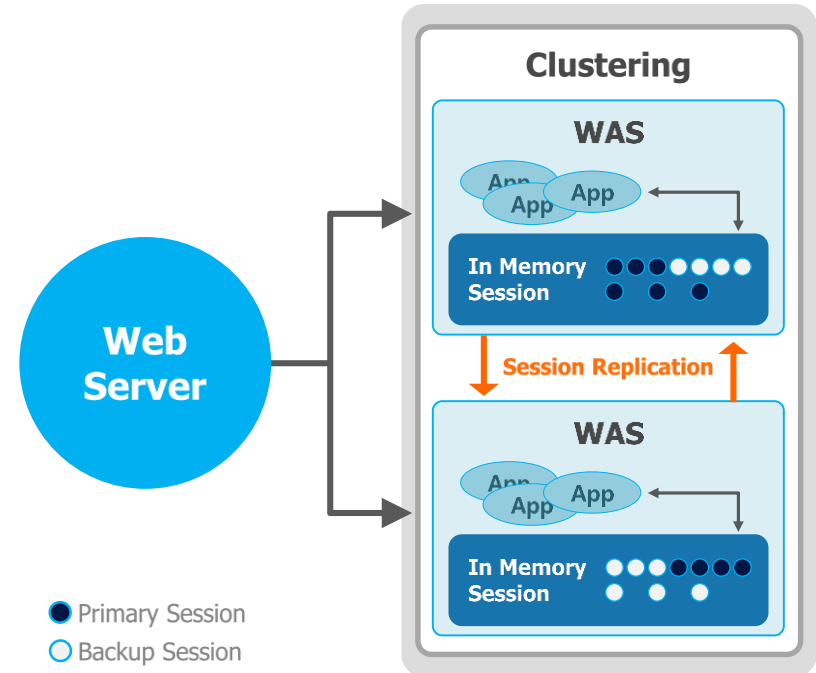 Clustering
WAS
App
App
App
In Memory
Session
Session Replication
WAS
App
App
App
In Memory
Session
Web
Server
Primary Session
Backup Session